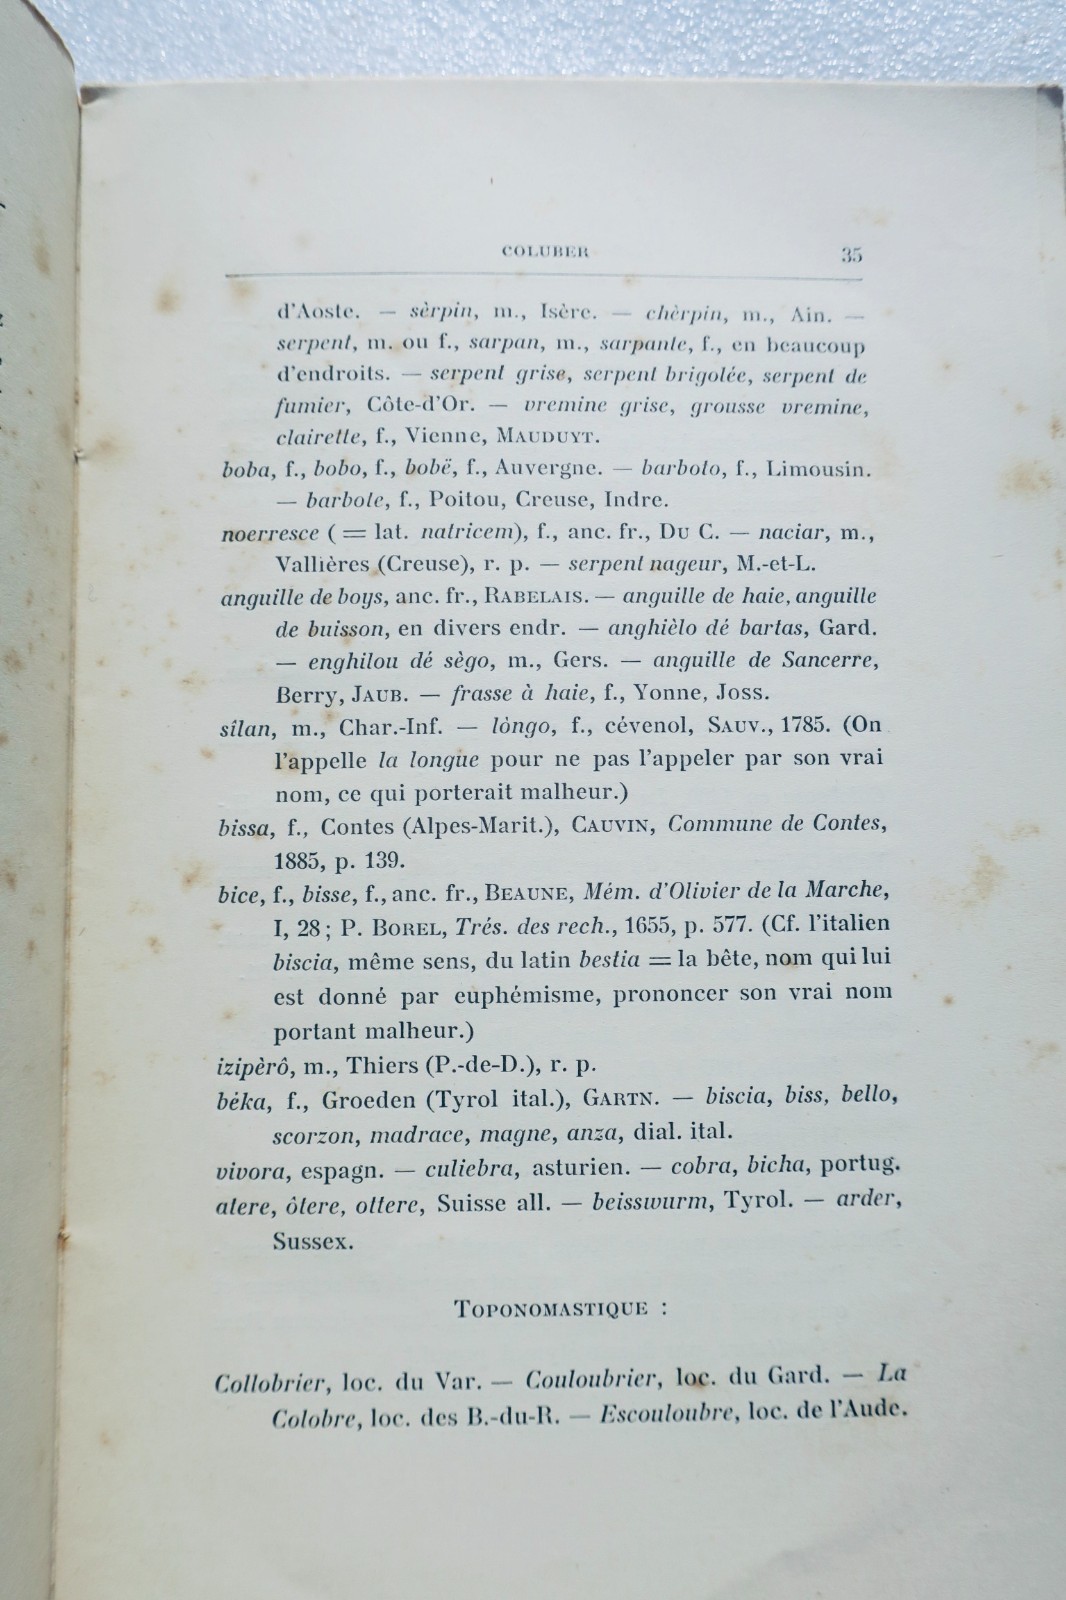 COLUBER 35
d'Aoste. — sèrpin, m., Isère. — chèrpin, m., Ain. —
serpent, m. ou f., sarpan, m., sarpante, f., en beaucoup
d'endroits. — serpent grise, serpent brigolée, serpent de
fumier, Côte-d'Or. — vremine grise, grousse vremine,
clairette, f., Vienne, MAUDUYT.
boba, f., bobo, f., bobë, f., Auvergne. — barboto, f., Limousin.
— barbote, f., Poitou, Creuse, Indre.
noerresce (= lat. natricem), f., anc. fr., DU C. — naciar, m.,
Vallières (Creuse), r. p. — serpent nageur, M.-et-L.
anguille de boys, anc. fr., RABELAIS. — anguille de haie, anguille
de buisson, en divers endr. — anghièlo dé bartas, Gard.
— enghilou dé sègo, m., Gers. — anguille de Sancerre,
Berry, JAUB. — frasse à haie, f., Yonne, Joss.
sîlan, m., Char.-Inf. — lòngo, f., cévenol, SAUV., 1785. (On
l'appelle la longüe pour ne pas l'appeler par son vrai
nom, ce qui porterait malheur.)
bissa, f., Contes (Alpes-Marit.), CAUVIN, Commune de Contes,
1885, p. 139.
bice, f., bisse, f., anc. fr., BEAUNE, Mém. d'Olivier de la Marche,
I, 28; P. BOREL, Trés. des rech., 1655, p. 577. (Cf. l'italien
biscia, même sens, du latin bestia = la bête, nom qui lui
est donné par euphémisme, prononcer son vrai nom
portant malheur.)
izipèrô, m., Thiers (P.-de-D.), r. p.
béka, f., Groeden (Tyrol ital.), GARTN. — biscia, biss, bello,
scorzon, madrace, magne, anza, dial. ital.
vivora, espagn. — culiebra, asturien. — cobra, bicha, portug.
atere, ôtere, ottere, Suisse all. — beisswurm, Tyrol. — arder,
Sussex.
TOPONOMASTIQUE :
Collobrier, loc. du Var. — Couloubrier, loc. du Gard. — La
Colobre, loc. des B.-du-R. — Escouloubre, loc. de l'Aude.